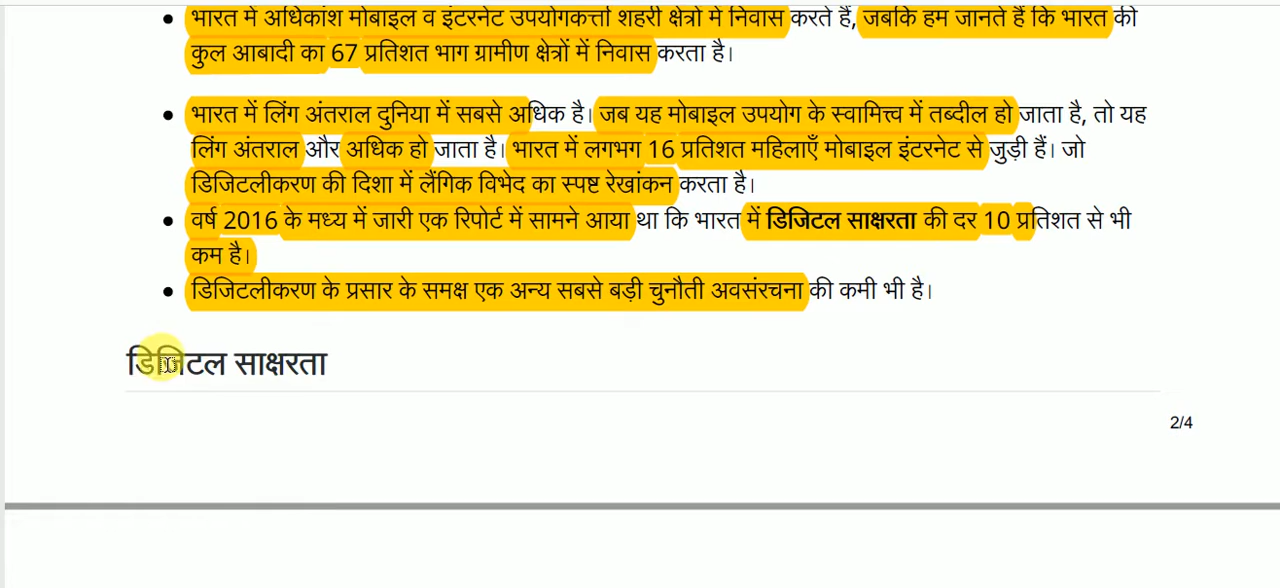 भारत में अधिकांश मोबाइल व इंटरनेट उपयोगकर्त्ता शहरी क्षेत्रों में निवास करते हैं, जबकि हम जानते हैं कि भारत की
कुल आबादी का 67 प्रतिशत भाग ग्रामीण क्षेत्रों में निवास करता है।
भारत में लिंग अंतराल दुनिया में सबसे अधिक है। जब यह मोबाइल उपयोग के स्वामित्त्व में तब्दील हो जाता है, तो यह
लिंग अंतराल और अधिक हो जाता है। भारत में लगभग 16 प्रतिशत महिलाएँ मोबाइल इंटरनेट से जुड़ी हैं। जो
डिजिटलीकरण की दिशा में लैंगिक विभेद का स्पष्ट रेखांकन करता है।
वर्ष 2016 के मध्य में जारी एक रिपोर्ट में सामने आया था कि भारत में डिजिटल साक्षरता की दर 10 प्रतिशत से भी
कम है।
डिजिटलीकरण के प्रसार के समक्ष एक अन्य सबसे बड़ी चुनौती अवसंरचना की कमी भी है।
डिजिटल साक्षरता
2/4